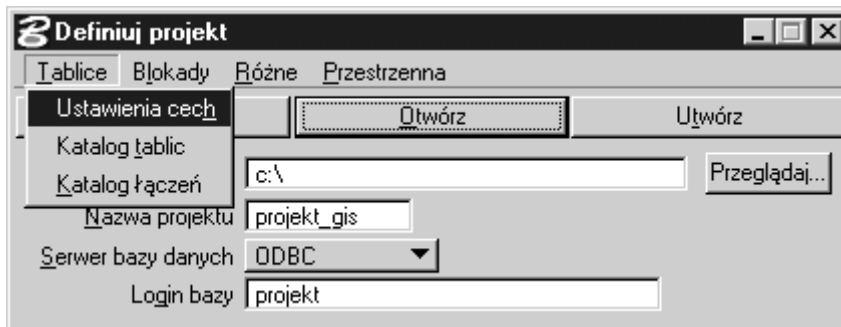 Definiuj projekt
Tablice Blokady Różne Przestrzenna
Ustawienia cech Otwórz Utwórz
Katalog tablic
c:\ Przeglądaj...
Katalog łączeń
Nazwa projektu projekt_gis
Serwer bazy danych ODBC
Login bazy projekt